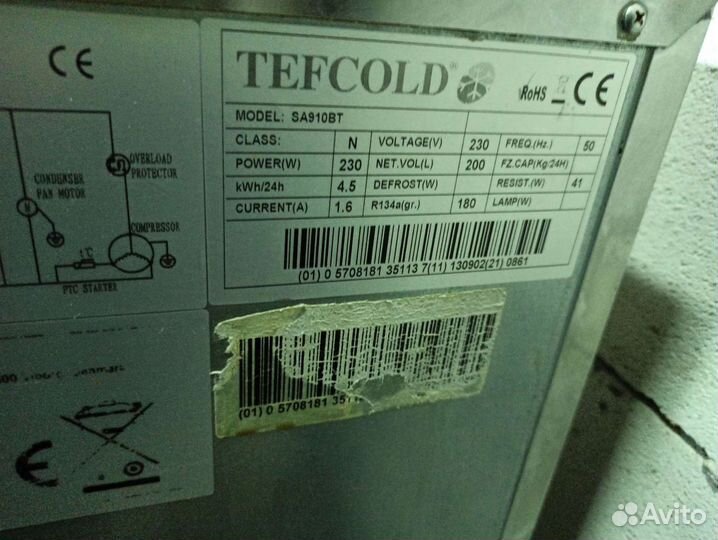 CE
TEFCOLD®
RoHS CE
MODEL: SA910BT
CLASS: N VOLTAGE(V) 230 FREQ.(Hz.) 50
POWER(W) 230 NET.VOL(L) 200 FZ.CAP(Kg/24H)
kWh/24h 4.5 DEFROST(W) RESIST.(W) 41
CURRENT(A) 1.6 R134a(gr.) 180 LAMP(W)
(01) 0 5708181 35113 7(11) 130902(21) 0861
OVERLOAD
PROTECTOR
CONDENSER
FAN MOTOR
COMPRESSOR
t℃
PTC STARTER
(01) 0 5708181 3511
CE
Avito